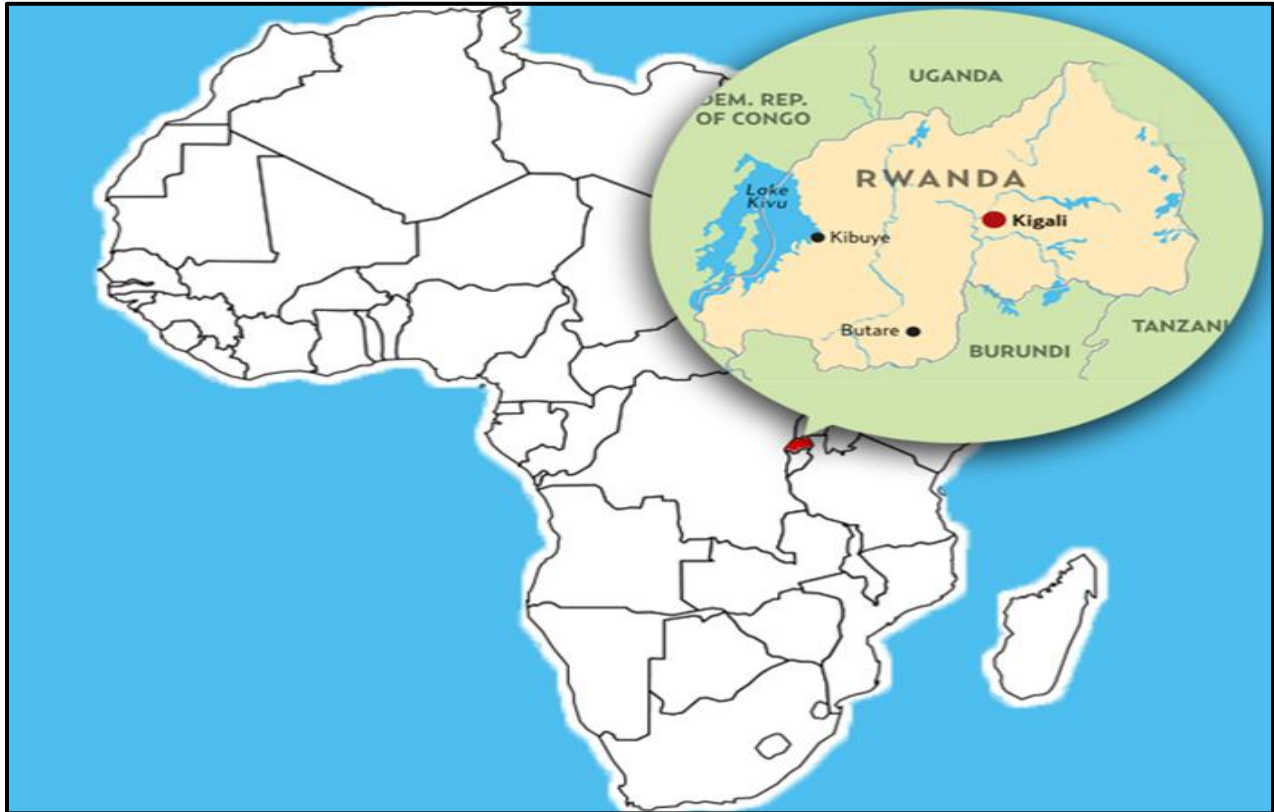 UGANDA
DEM. REP.
OF CONGO
RWANDA
Lake
Kivu
Kigali
Kibuye
Butare
TANZANI
BURUNDI